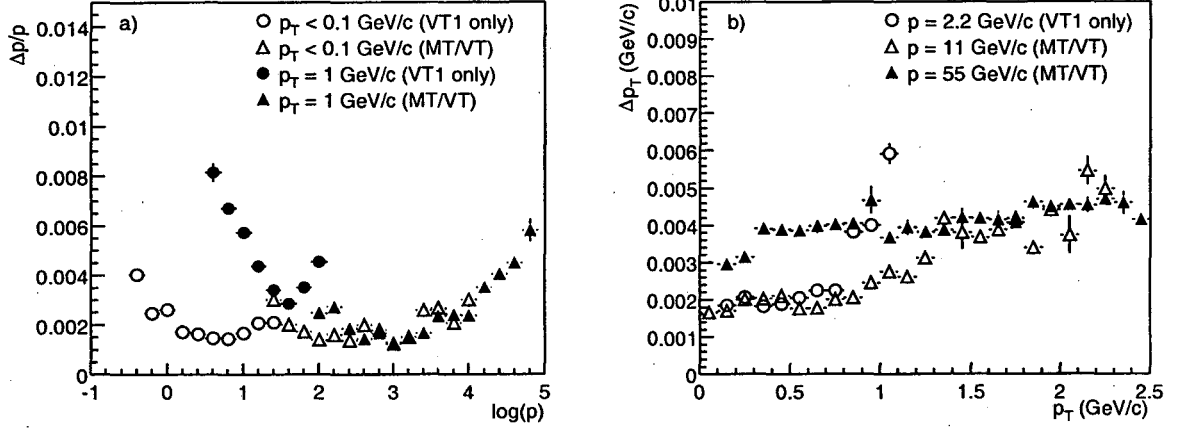 a)
Δp/p
p_T < 0.1 GeV/c (VT1 only)
p_T < 0.1 GeV/c (MT/VT)
p_T = 1 GeV/c (VT1 only)
p_T = 1 GeV/c (MT/VT)
0.014
0.012
0.01
0.008
0.006
0.004
0.002
0
-1 0 1 2 3 4 5
log(p)
b)
Δp_T (GeV/c)
p = 2.2 GeV/c (VT1 only)
p = 11 GeV/c (MT/VT)
p = 55 GeV/c (MT/VT)
0.01
0.009
0.008
0.007
0.006
0.005
0.004
0.003
0.002
0.001
0
0 0.5 1 1.5 2 2.5
p_T (GeV/c)